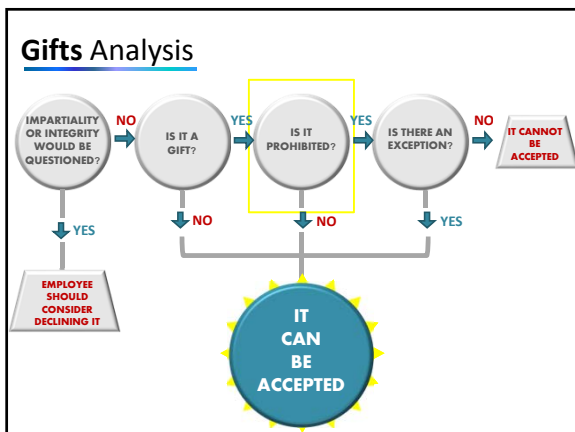 Gifts Analysis
IMPARTIALITY
OR INTEGRITY
WOULD BE
QUESTIONED?
NO
IS IT A
GIFT?
YES
IS IT
PROHIBITED?
YES
IS THERE AN
EXCEPTION?
NO
IT CANNOT
BE
ACCEPTED
YES
NO
NO
YES
EMPLOYEE
SHOULD
CONSIDER
DECLINING IT
IT
CAN
BE
ACCEPTED